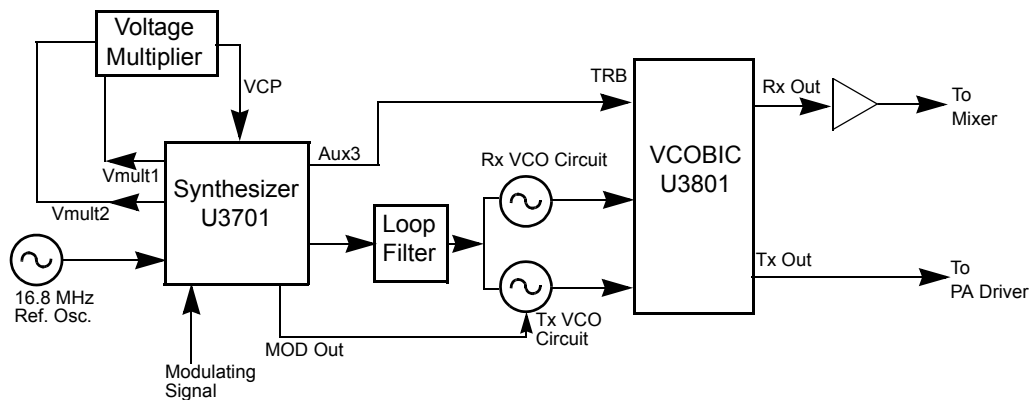 Voltage
Multiplier
VCP
TRB
Rx Out
To
Mixer
Aux3
Rx VCO Circuit
VCOBIC
U3801
Vmult1
Synthesizer
U3701
Vmult2
Loop
Filter
Tx Out
To
PA Driver
16.8 MHz
Ref. Osc.
Tx VCO
Circuit
MOD Out
Modulating
Signal